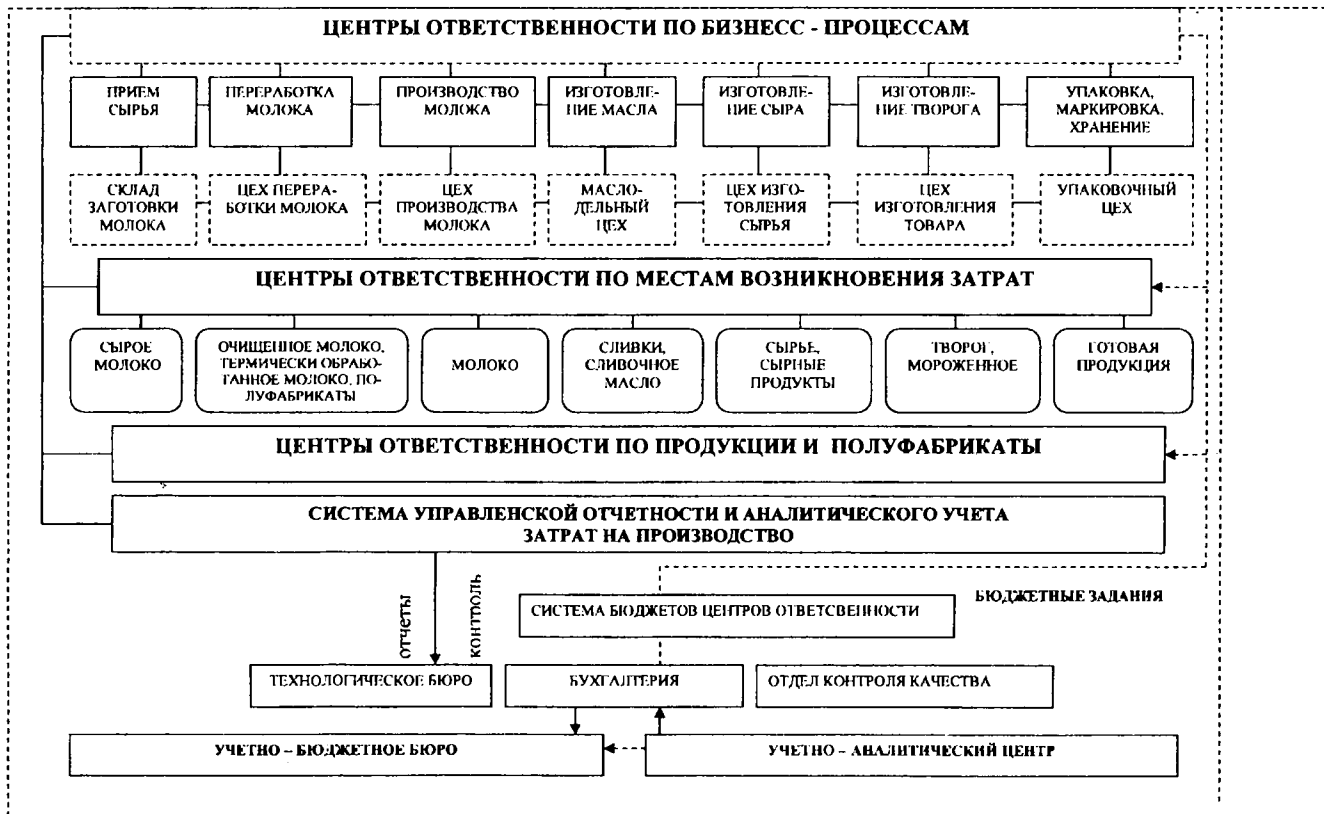 ЦЕНТРЫ ОТВЕТСТВЕННОСТИ ПО БИЗНЕСС - ПРОЦЕССАМ
ПРИЕМ
СЫРЬЯ
ПЕРЕРАБОТКА
МОЛОКА
ПРОИЗВОДСТВО
МОЛОКА
ИЗГОТОВЛЕ-
НИЕ МАСЛА
ИЗГОТОВЛЕ-
НИЕ СЫРА
ИЗГОТОВЛЕ-
НИЕ ТВОРОГА
УПАКОВКА,
МАРКИРОВКА,
ХРАНЕНИЕ
СКЛАД
ЗАГОТОВКИ
МОЛОКА
ЦЕХ ПЕРЕРА-
БОТКИ МОЛОКА
ЦЕХ
ПРОИЗВОДСТВА
МОЛОКА
МАСЛО-
ДЕЛЬНЫЙ
ЦЕХ
ЦЕХ ИЗГО-
ТОВЛЕНИЯ
СЫРЬЯ
ЦЕХ
ИЗГОТОВЛЕНИЯ
ТОВАРА
УПАКОВОЧНЫЙ
ЦЕХ
ЦЕНТРЫ ОТВЕТСТВЕННОСТИ ПО МЕСТАМ ВОЗНИКНОВЕНИЯ ЗАТРАТ
СЫРОЕ
МОЛОКО
ОЧИЩЕННОЕ МОЛОКО,
ТЕРМИЧЕСКИ ОБРАБО-
ТАННОЕ МОЛОКО, ПО-
ЛУФАБРИКАТЫ
МОЛОКО
СЛИВКИ,
СЛИВОЧНОЕ
МАСЛО
СЫРЬЕ,
СЫРНЫЕ
ПРОДУКТЫ
ТВОРОГ,
МОРОЖЕННОЕ
ГОТОВАЯ
ПРОДУКЦИЯ
ЦЕНТРЫ ОТВЕТСТВЕННОСТИ ПО ПРОДУКЦИИ И ПОЛУФАБРИКАТЫ
СИСТЕМА УПРАВЛЕНСКОЙ ОТЧЕТНОСТИ И АНАЛИТИЧЕСКОГО УЧЕТА
ЗАТРАТ НА ПРОИЗВОДСТВО
отчеты
контроль
БЮДЖЕТНЫЕ ЗАДАНИЯ
СИСТЕМА БЮДЖЕТОВ ЦЕНТРОВ ОТВЕТСВЕННОСТИ
ТЕХНОЛОГИЧЕСКОЕ БЮРО
БУХГАЛТЕРИЯ
ОТДЕЛ КОНТРОЛЯ КАЧЕСТВА
УЧЕТНО – БЮДЖЕТНОЕ БЮРО
УЧЕТНО – АНАЛИТИЧЕСКИЙ ЦЕНТР